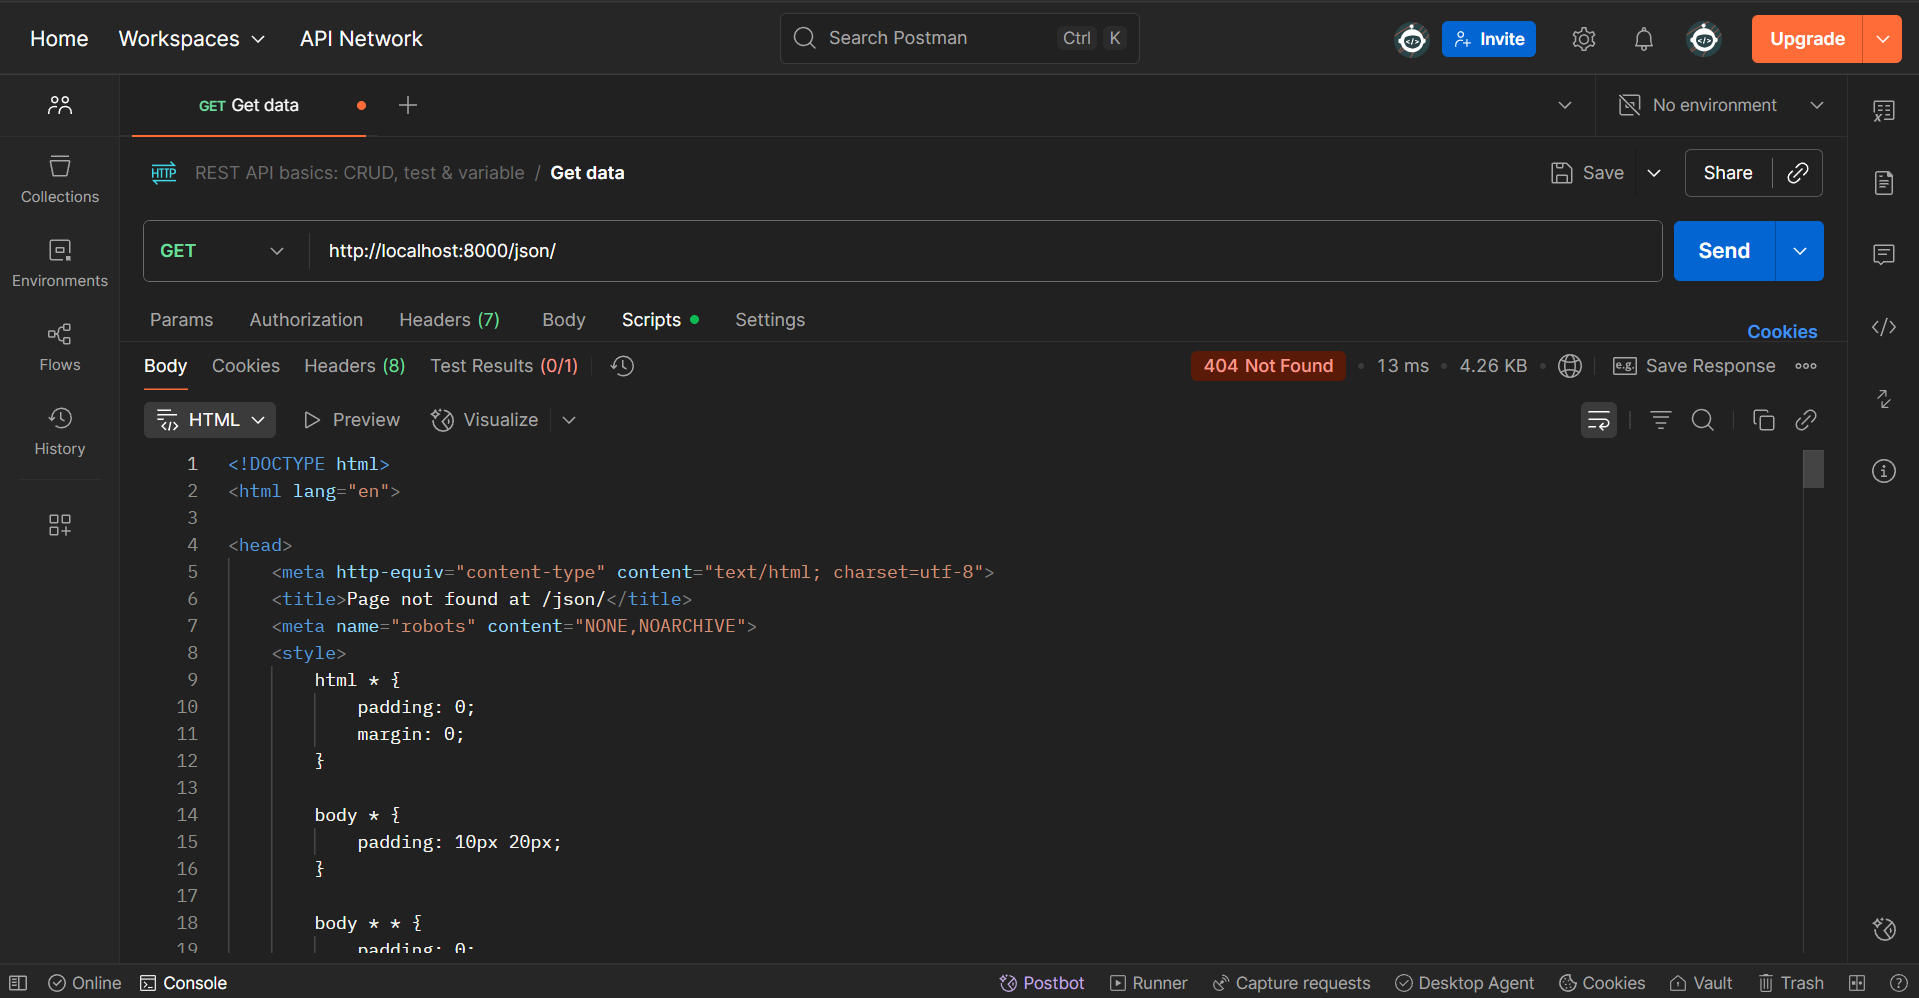 Home Workspaces API Network Search Postman Ctrl K Invite Upgrade
GET Get data No environment
HTTP REST API basics: CRUD, test & variable / Get data Save Share
Collections
GET http://localhost:8000/json/ Send
Environments
Params Authorization Headers (7) Body Scripts Settings Cookies
Flows
Body Cookies Headers (8) Test Results (0/1) 404 Not Found 13 ms 4.26 KB e.g. Save Response
HTML Preview Visualize
History
1 <!DOCTYPE html>
2 <html lang="en">
3
4 <head>
5 <meta http-equiv="content-type" content="text/html; charset=utf-8">
6 <title>Page not found at /json/</title>
7 <meta name="robots" content="NONE,NOARCHIVE">
8 <style>
9 html * {
10 padding: 0;
11 margin: 0;
12 }
13
14 body * {
15 padding: 10px 20px;
16 }
17
18 body * * {
19 padding: 0;
Online Console Postbot Runner Capture requests Desktop Agent Cookies Vault Trash